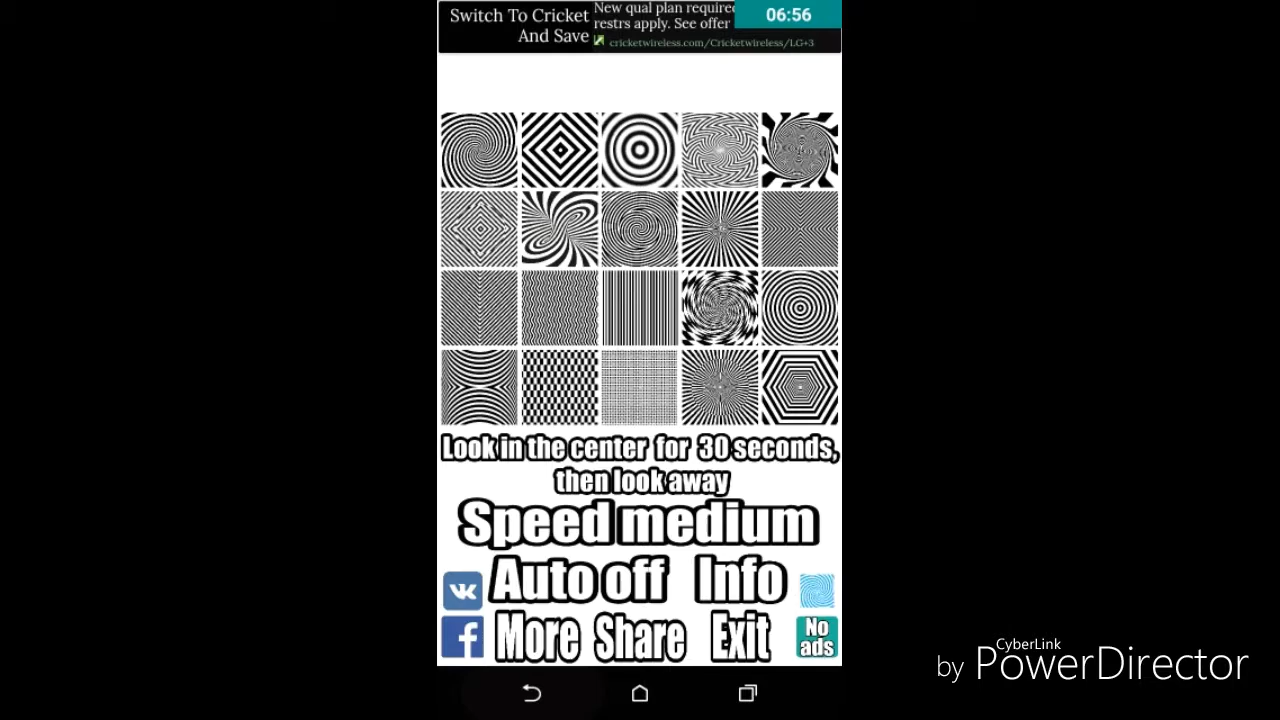 Switch To Cricket
And Save
New qual plan require
restrs apply. See offer
cricketwireless.com/Cricketwireless/LG+3
06:56
Look in the center for 30 seconds,
then look away
Speed medium
Auto off Info
More Share Exit
No
ads
CyberLink
by PowerDirector